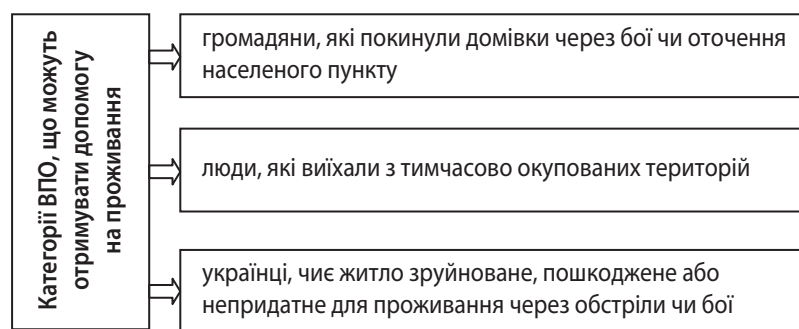 Категорії ВПО, що можуть
отримувати допомогу
на проживання
громадяни, які покинули домівки через бої чи оточення
населеного пункту
люди, які виїхали з тимчасово окупованих територій
українці, чиє житло зруйноване, пошкоджене або
непридатне для проживання через обстріли чи бої